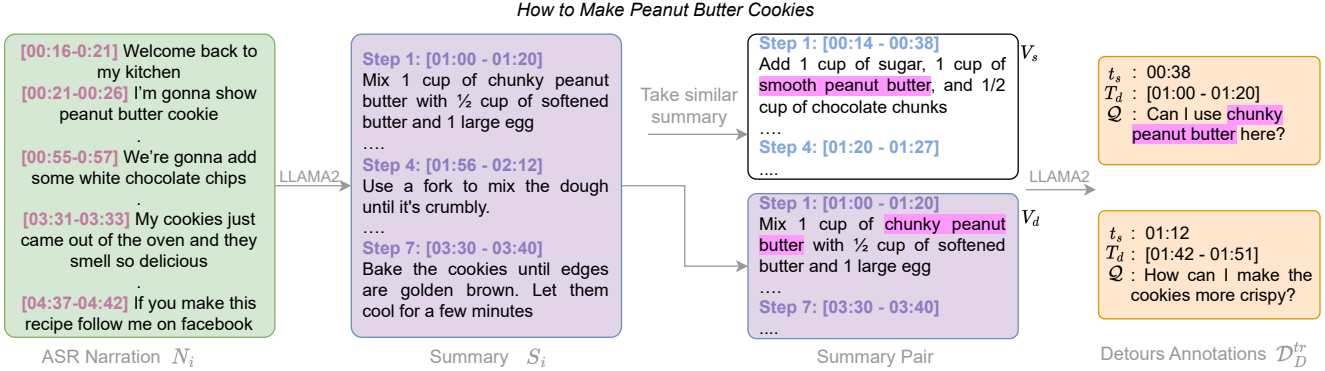 How to Make Peanut Butter Cookies
[00:16-0:21] Welcome back to
my kitchen
[00:21-00:26] I'm gonna show
peanut butter cookie
.
[00:55-0:57] We're gonna add
some white chocolate chips
.
[03:31-03:33] My cookies just
came out of the oven and they
smell so delicious
.
[04:37-04:42] If you make this
recipe follow me on facebook
ASR Narration N_i
LLAMA2
Step 1: [01:00 - 01:20]
Mix 1 cup of chunky peanut
butter with ½ cup of softened
butter and 1 large egg
....
Step 4: [01:56 - 02:12]
Use a fork to mix the dough
until it's crumbly.
....
Step 7: [03:30 - 03:40]
Bake the cookies until edges
are golden brown. Let them
cool for a few minutes
Summary S_i
Take similar
summary
Step 1: [00:14 - 00:38]
Add 1 cup of sugar, 1 cup of
smooth peanut butter, and 1/2
cup of chocolate chunks
....
Step 4: [01:20 - 01:27]
....
V_s
Step 1: [01:00 - 01:20]
Mix 1 cup of chunky peanut
butter with ½ cup of softened
butter and 1 large egg
....
Step 7: [03:30 - 03:40]
....
V_d
Summary Pair
LLAMA2
t_s : 00:38
T_d : [01:00 - 01:20]
Q : Can I use chunky
peanut butter here?
t_s : 01:12
T_d : [01:42 - 01:51]
Q : How can I make the
cookies more crispy?
Detours Annotations D_D^tr